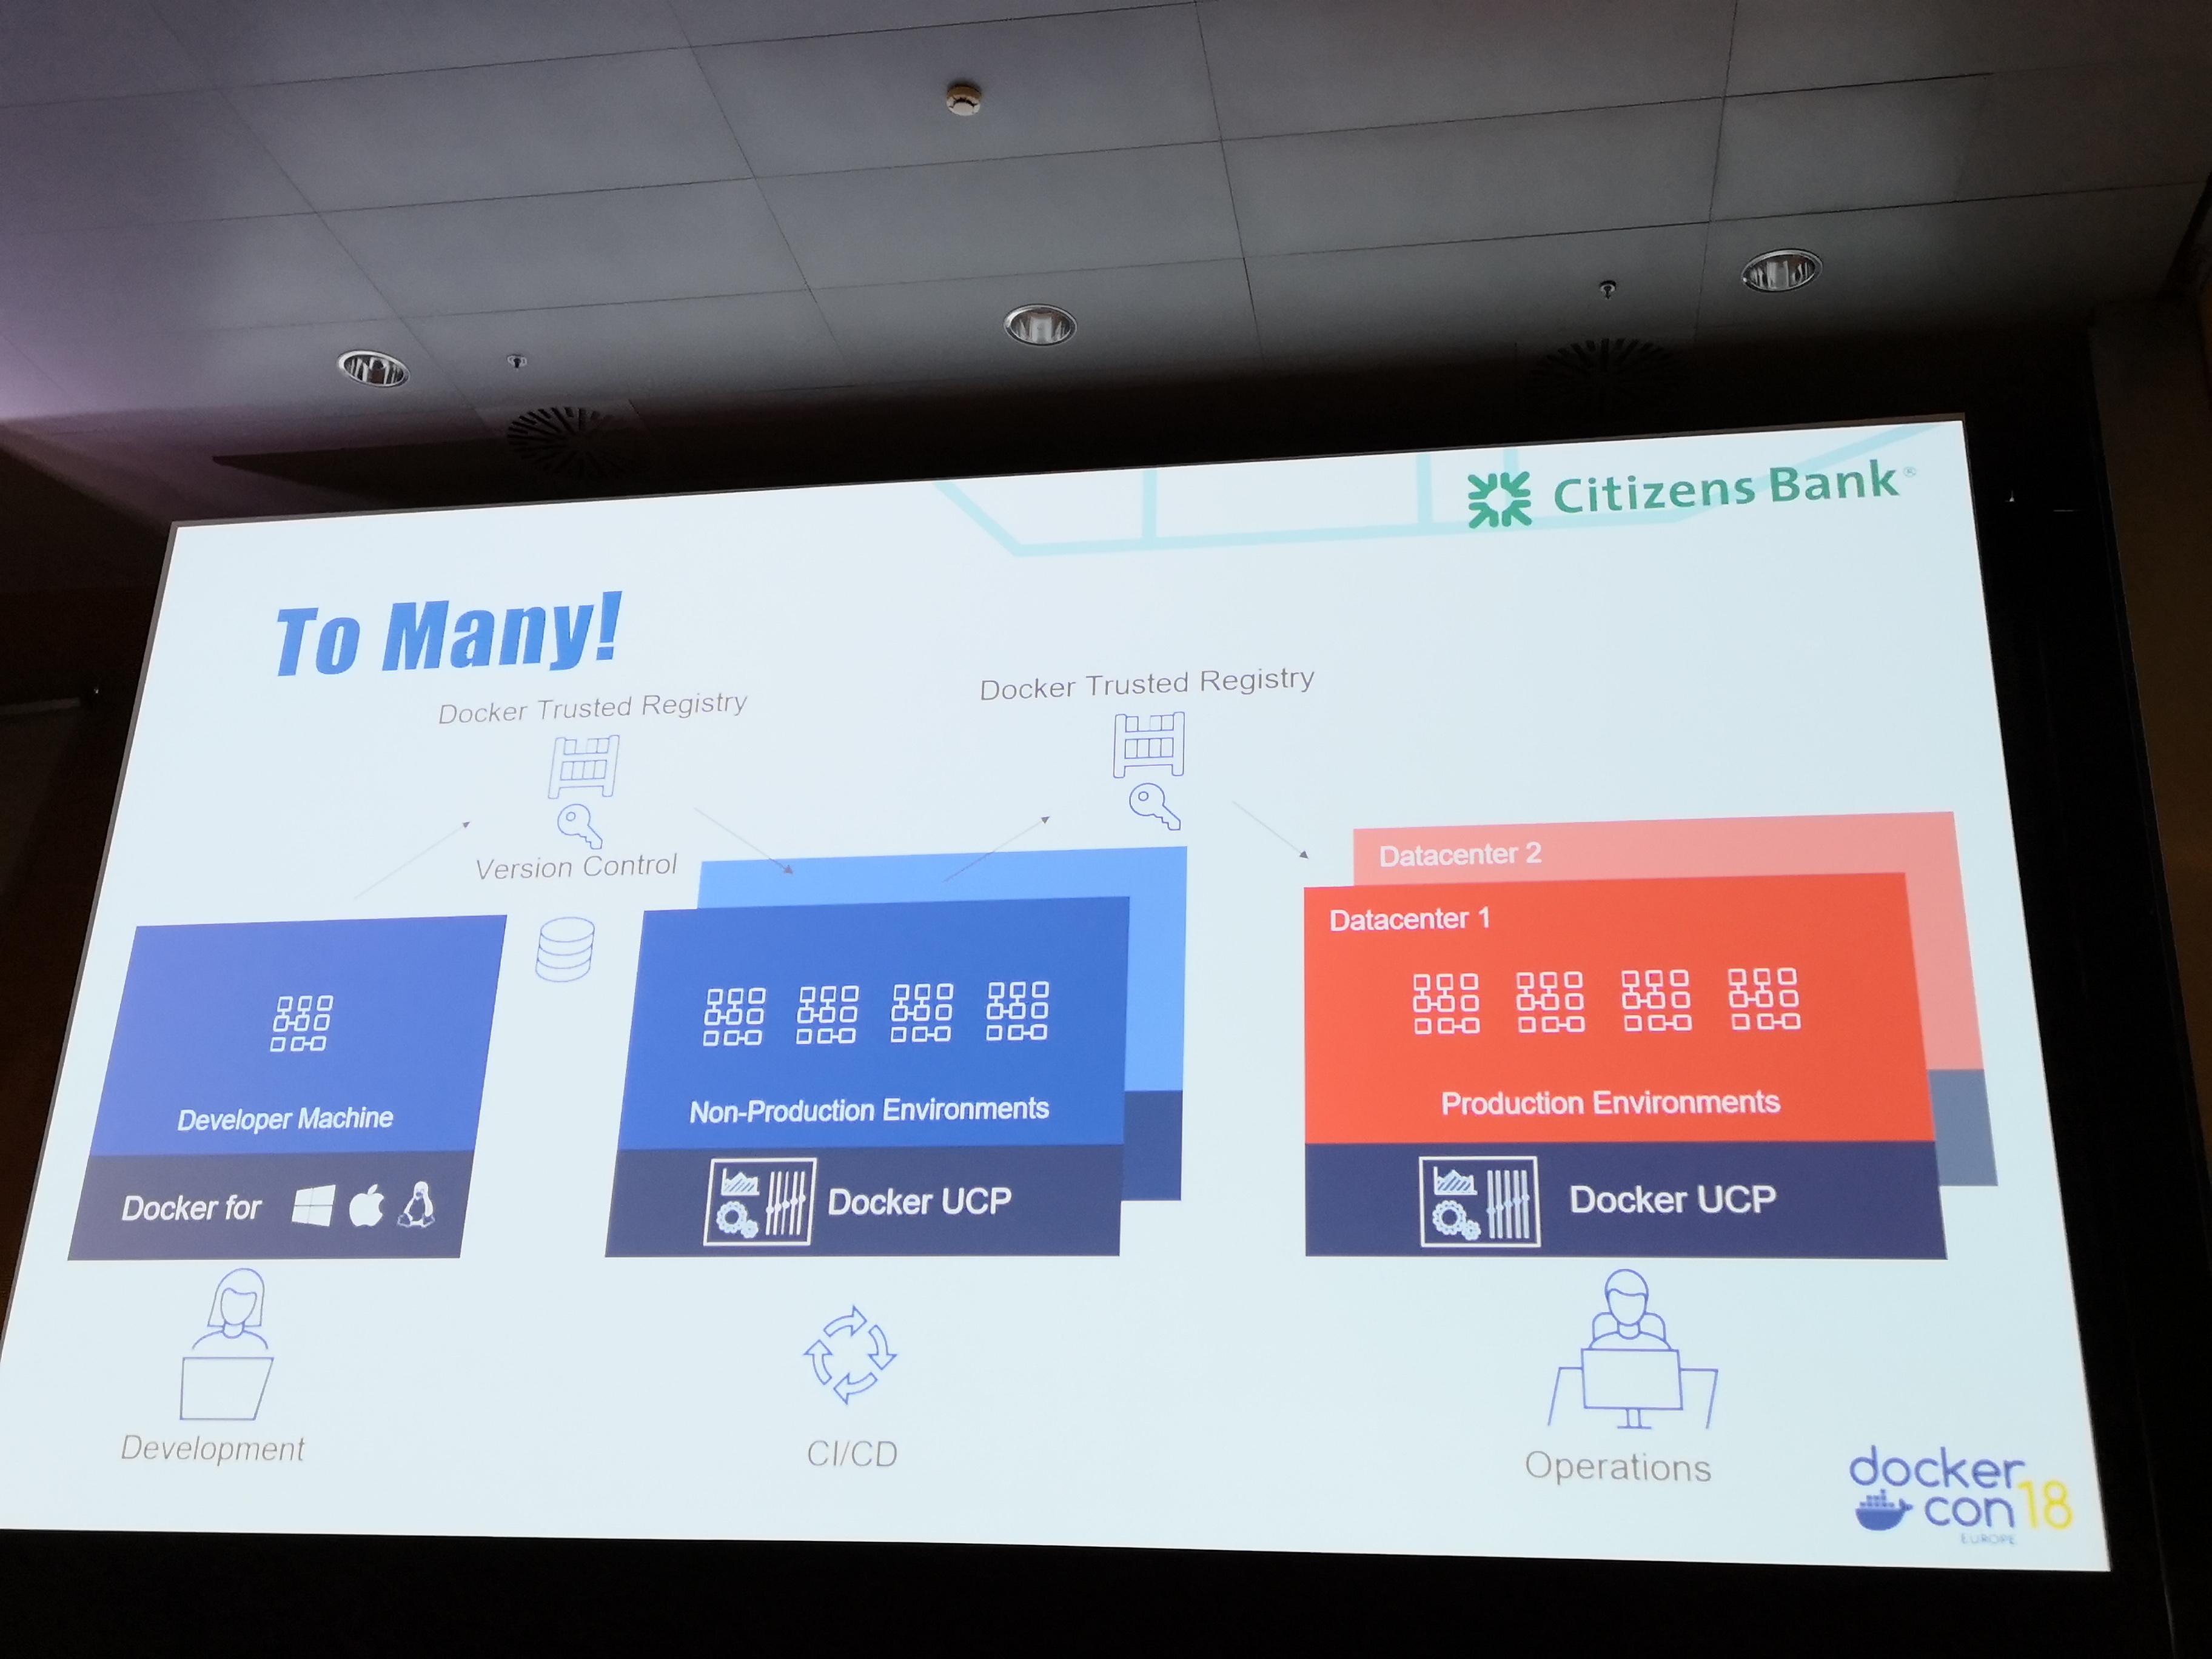 Citizens Bank®
To Many!
Docker Trusted Registry
Docker Trusted Registry
Version Control
Datacenter 2
Datacenter 1
Developer Machine
Non-Production Environments
Production Environments
Docker for
Docker UCP
Docker UCP
Development
CI/CD
Operations
docker
con 18
EUROPE